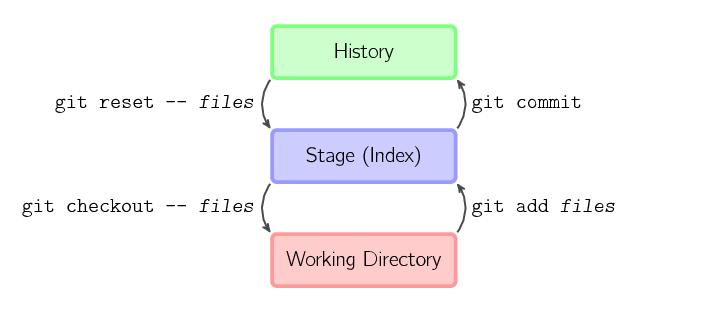 History
git reset -- files
git commit
Stage (Index)
git checkout -- files
git add files
Working Directory